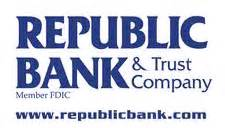 REPUBLIC
BANK & Trust Company
Member FDIC
www.republicbank.com